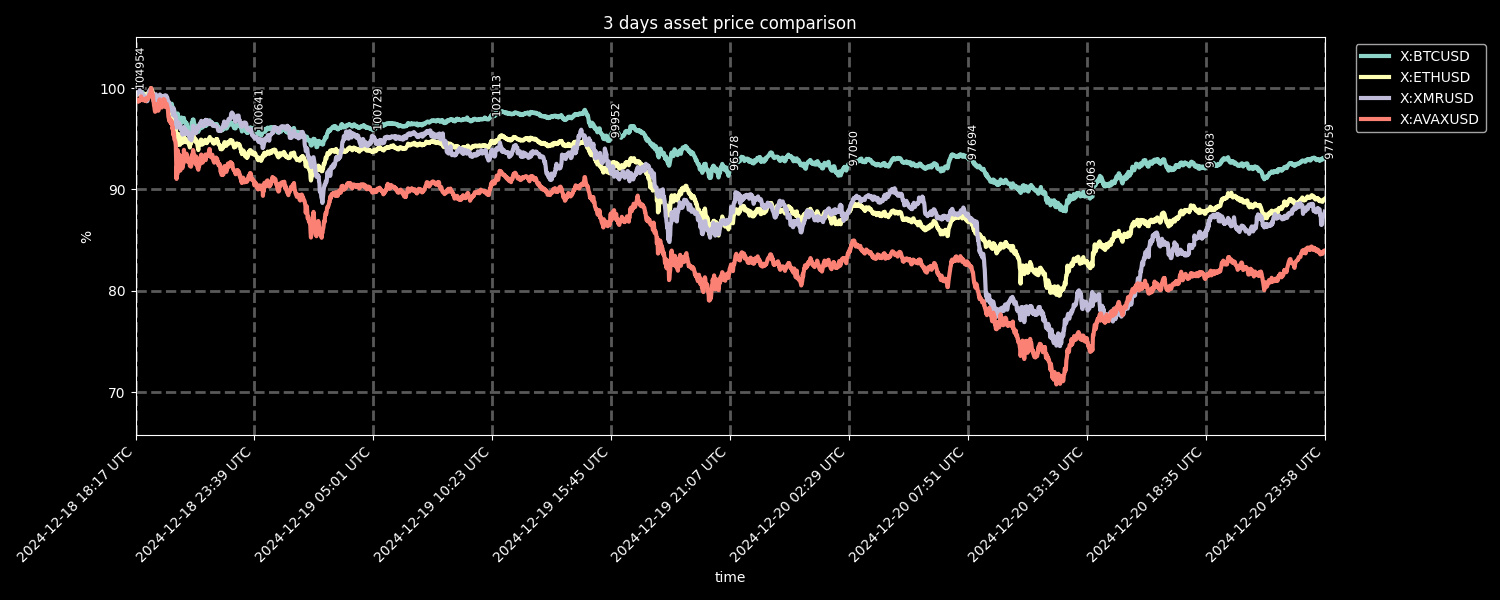 3 days asset price comparison
X:BTCUSD
X:ETHUSD
X:XMRUSD
X:AVAXUSD
%
100
90
80
70
104954
100641
100729
102113
99952
96578
97050
97694
94063
96863
97759
2024-12-18 18:17 UTC
2024-12-18 23:39 UTC
2024-12-19 05:01 UTC
2024-12-19 10:23 UTC
2024-12-19 15:45 UTC
2024-12-19 21:07 UTC
2024-12-20 02:29 UTC
2024-12-20 07:51 UTC
2024-12-20 13:13 UTC
2024-12-20 18:35 UTC
2024-12-20 23:58 UTC
time